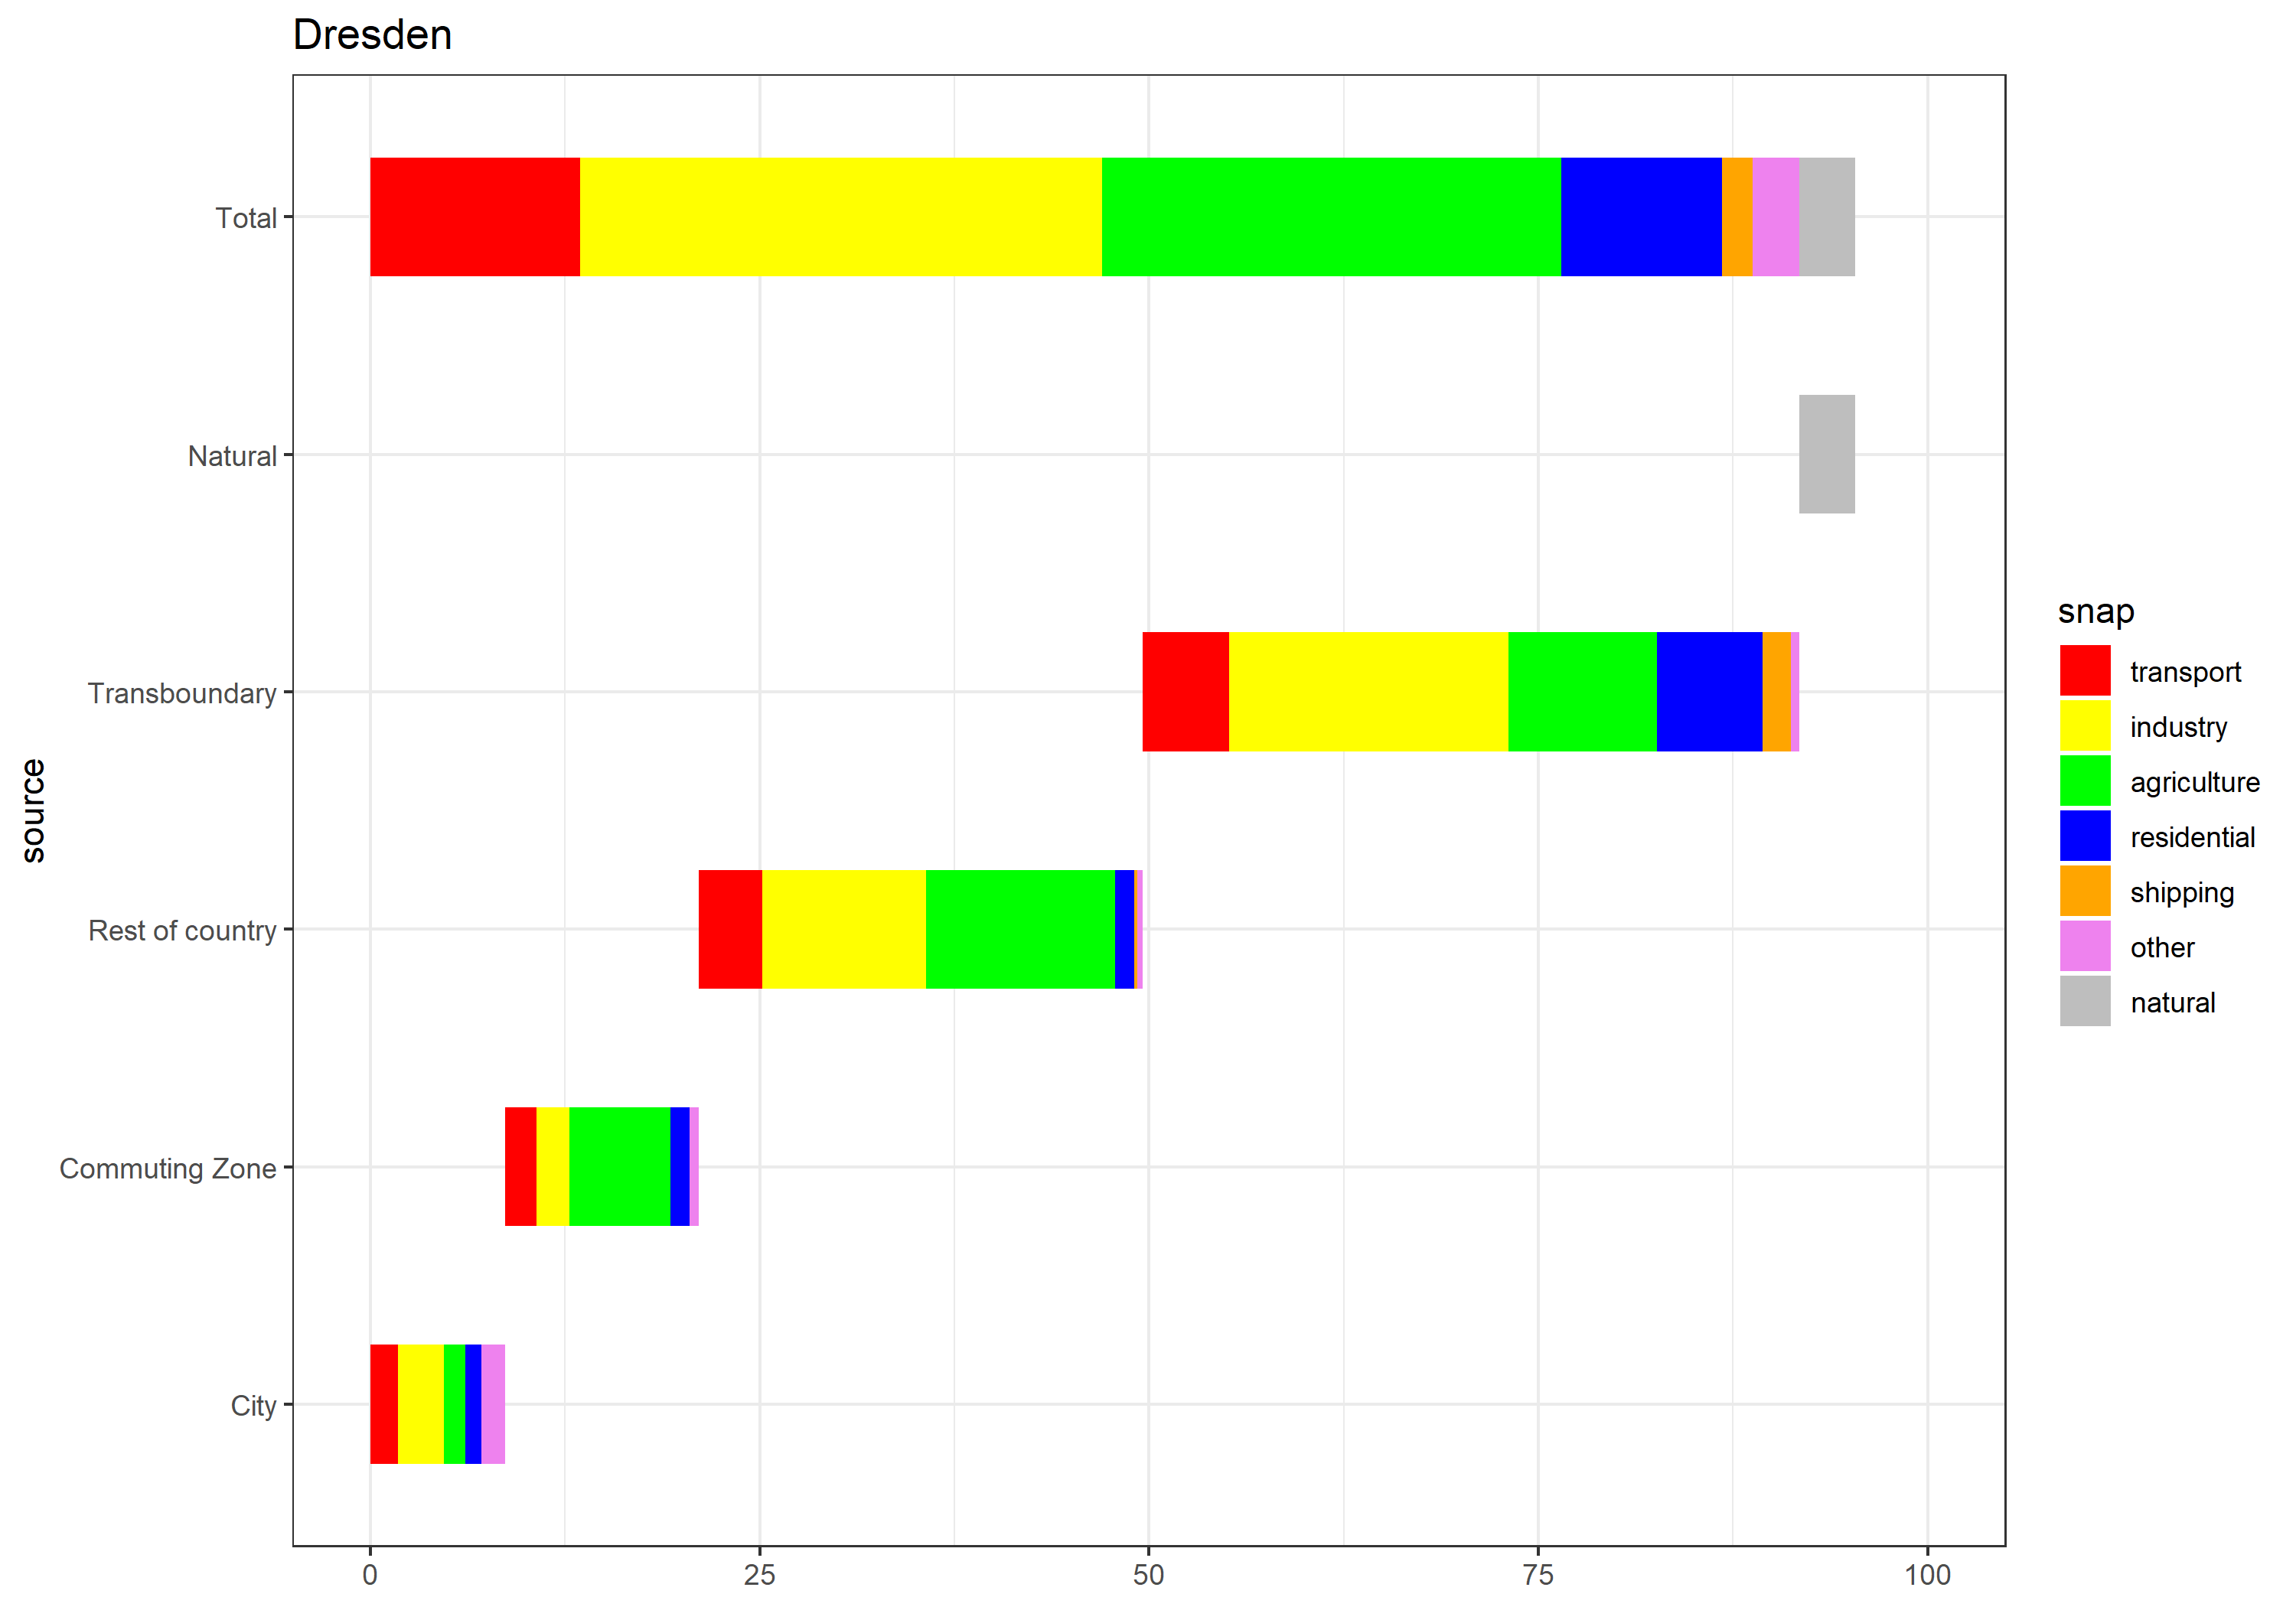 Dresden
Total
Natural
Transboundary
Rest of country
Commuting Zone
City
source
0
25
50
75
100
snap
transport
industry
agriculture
residential
shipping
other
natural